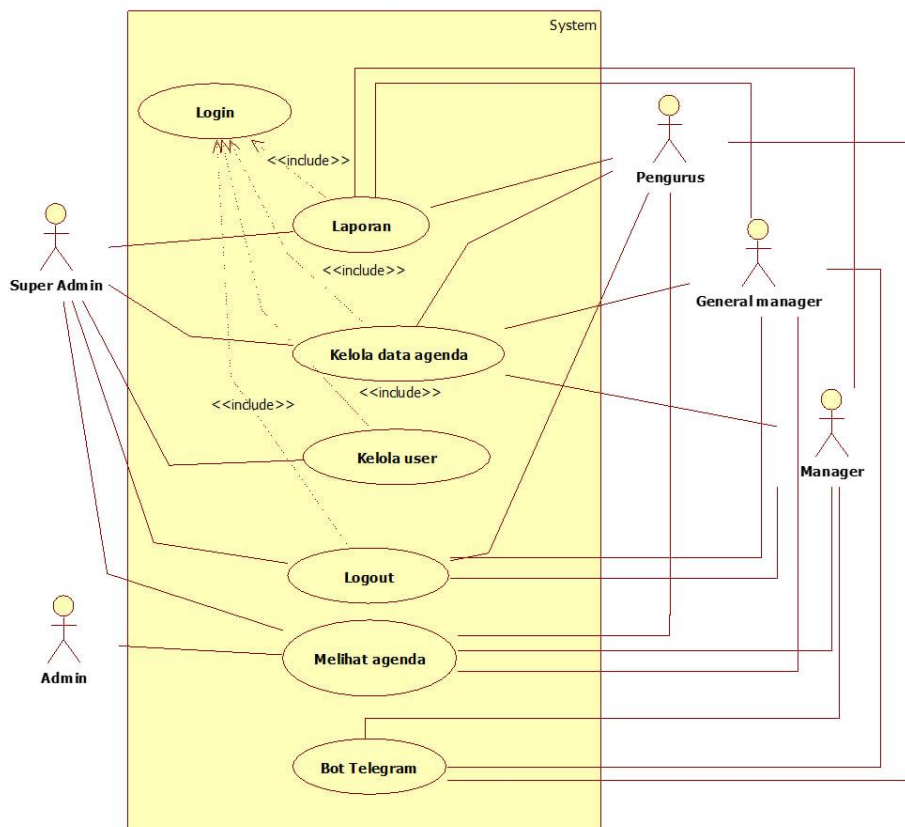 System
Login
<<include>>
Pengurus
Laporan
Super Admin
<<include>>
General manager
Kelola data agenda
<<include>>
<<include>>
Kelola user
Manager
Logout
Melihat agenda
Admin
Bot Telegram